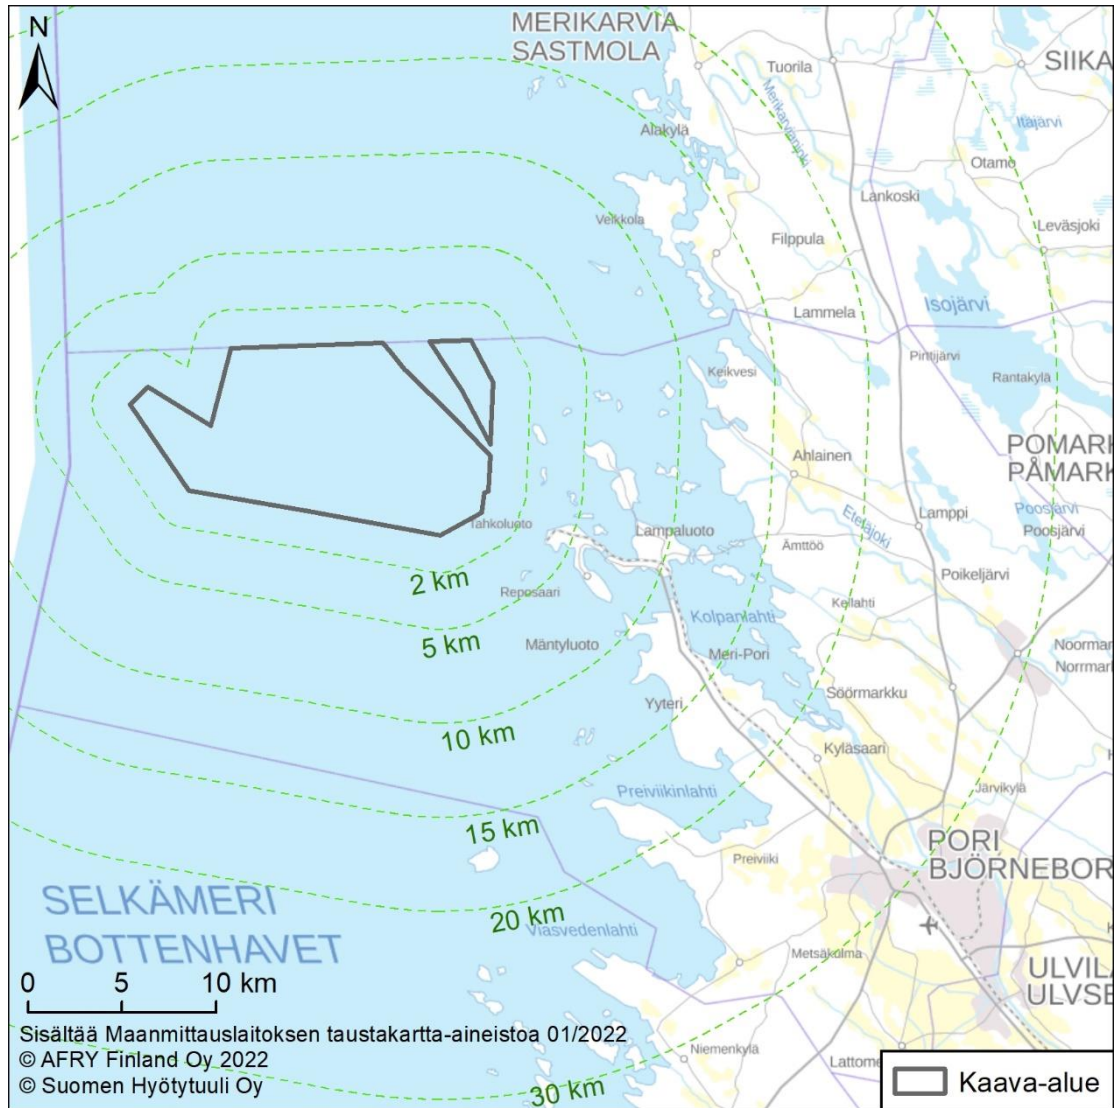 N
MERIKARVIA
SASTMOLA
Tuorila
SIIKA
Merikarvianjoki
Alakylä
Itäjärvi
Otamo
Lankoski
Veikkola
Leväsjoki
Filppula
Isojärvi
Lammela
Pirttijärvi
Keikvesi
Rantakylä
POMARK
PÅMARK
Ahlainen
Poosjärvi
Lamppi
Eteläjoki
Tahkoluoto
Lampaluoto
Poosjärvi
Ämttöö
Poikeljärvi
2 km
Reposaari
Kellahti
Kolpanlahti
5 km
Mäntyluoto
Meri-Pori
Noormar
Norrmark
Söörmarkku
Yyteri
10 km
Kyläsaari
Preiviikinlahti
Järvikylä
15 km
PORI
BJÖRNEBOR
Preiviiki
SELKÄMERI
BOTTENHAVET
20 km
Viasvedenlahti
Metsäkulma
ULVILA
ULVSB
0 5 10 km
Sisältää Maanmittauslaitoksen taustakartta-aineistoa 01/2022
© AFRY Finland Oy 2022
© Suomen Hyötytuuli Oy
Niemenkylä
Lattome
30 km
Kaava-alue